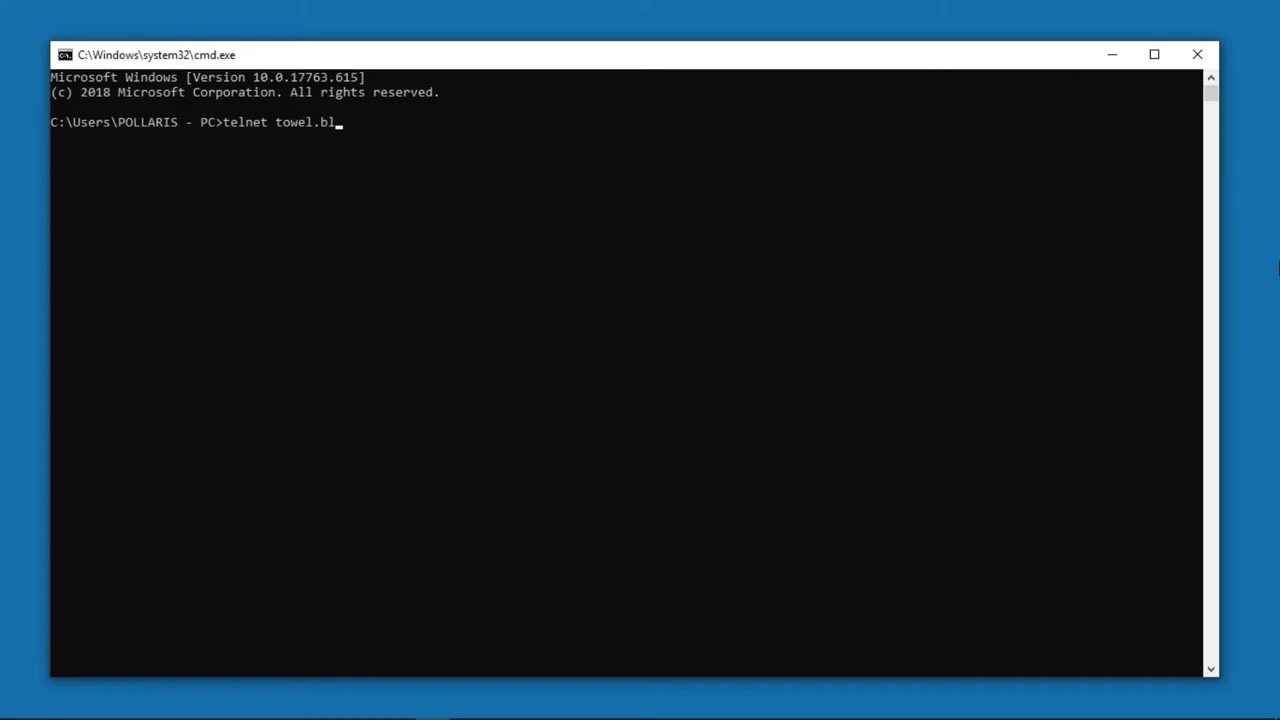 C:\Windows\system32\cmd.exe
Microsoft Windows [Version 10.0.17763.615]
(c) 2018 Microsoft Corporation. All rights reserved.
C:\Users\POLLARIS - PC>telnet towel.bl_